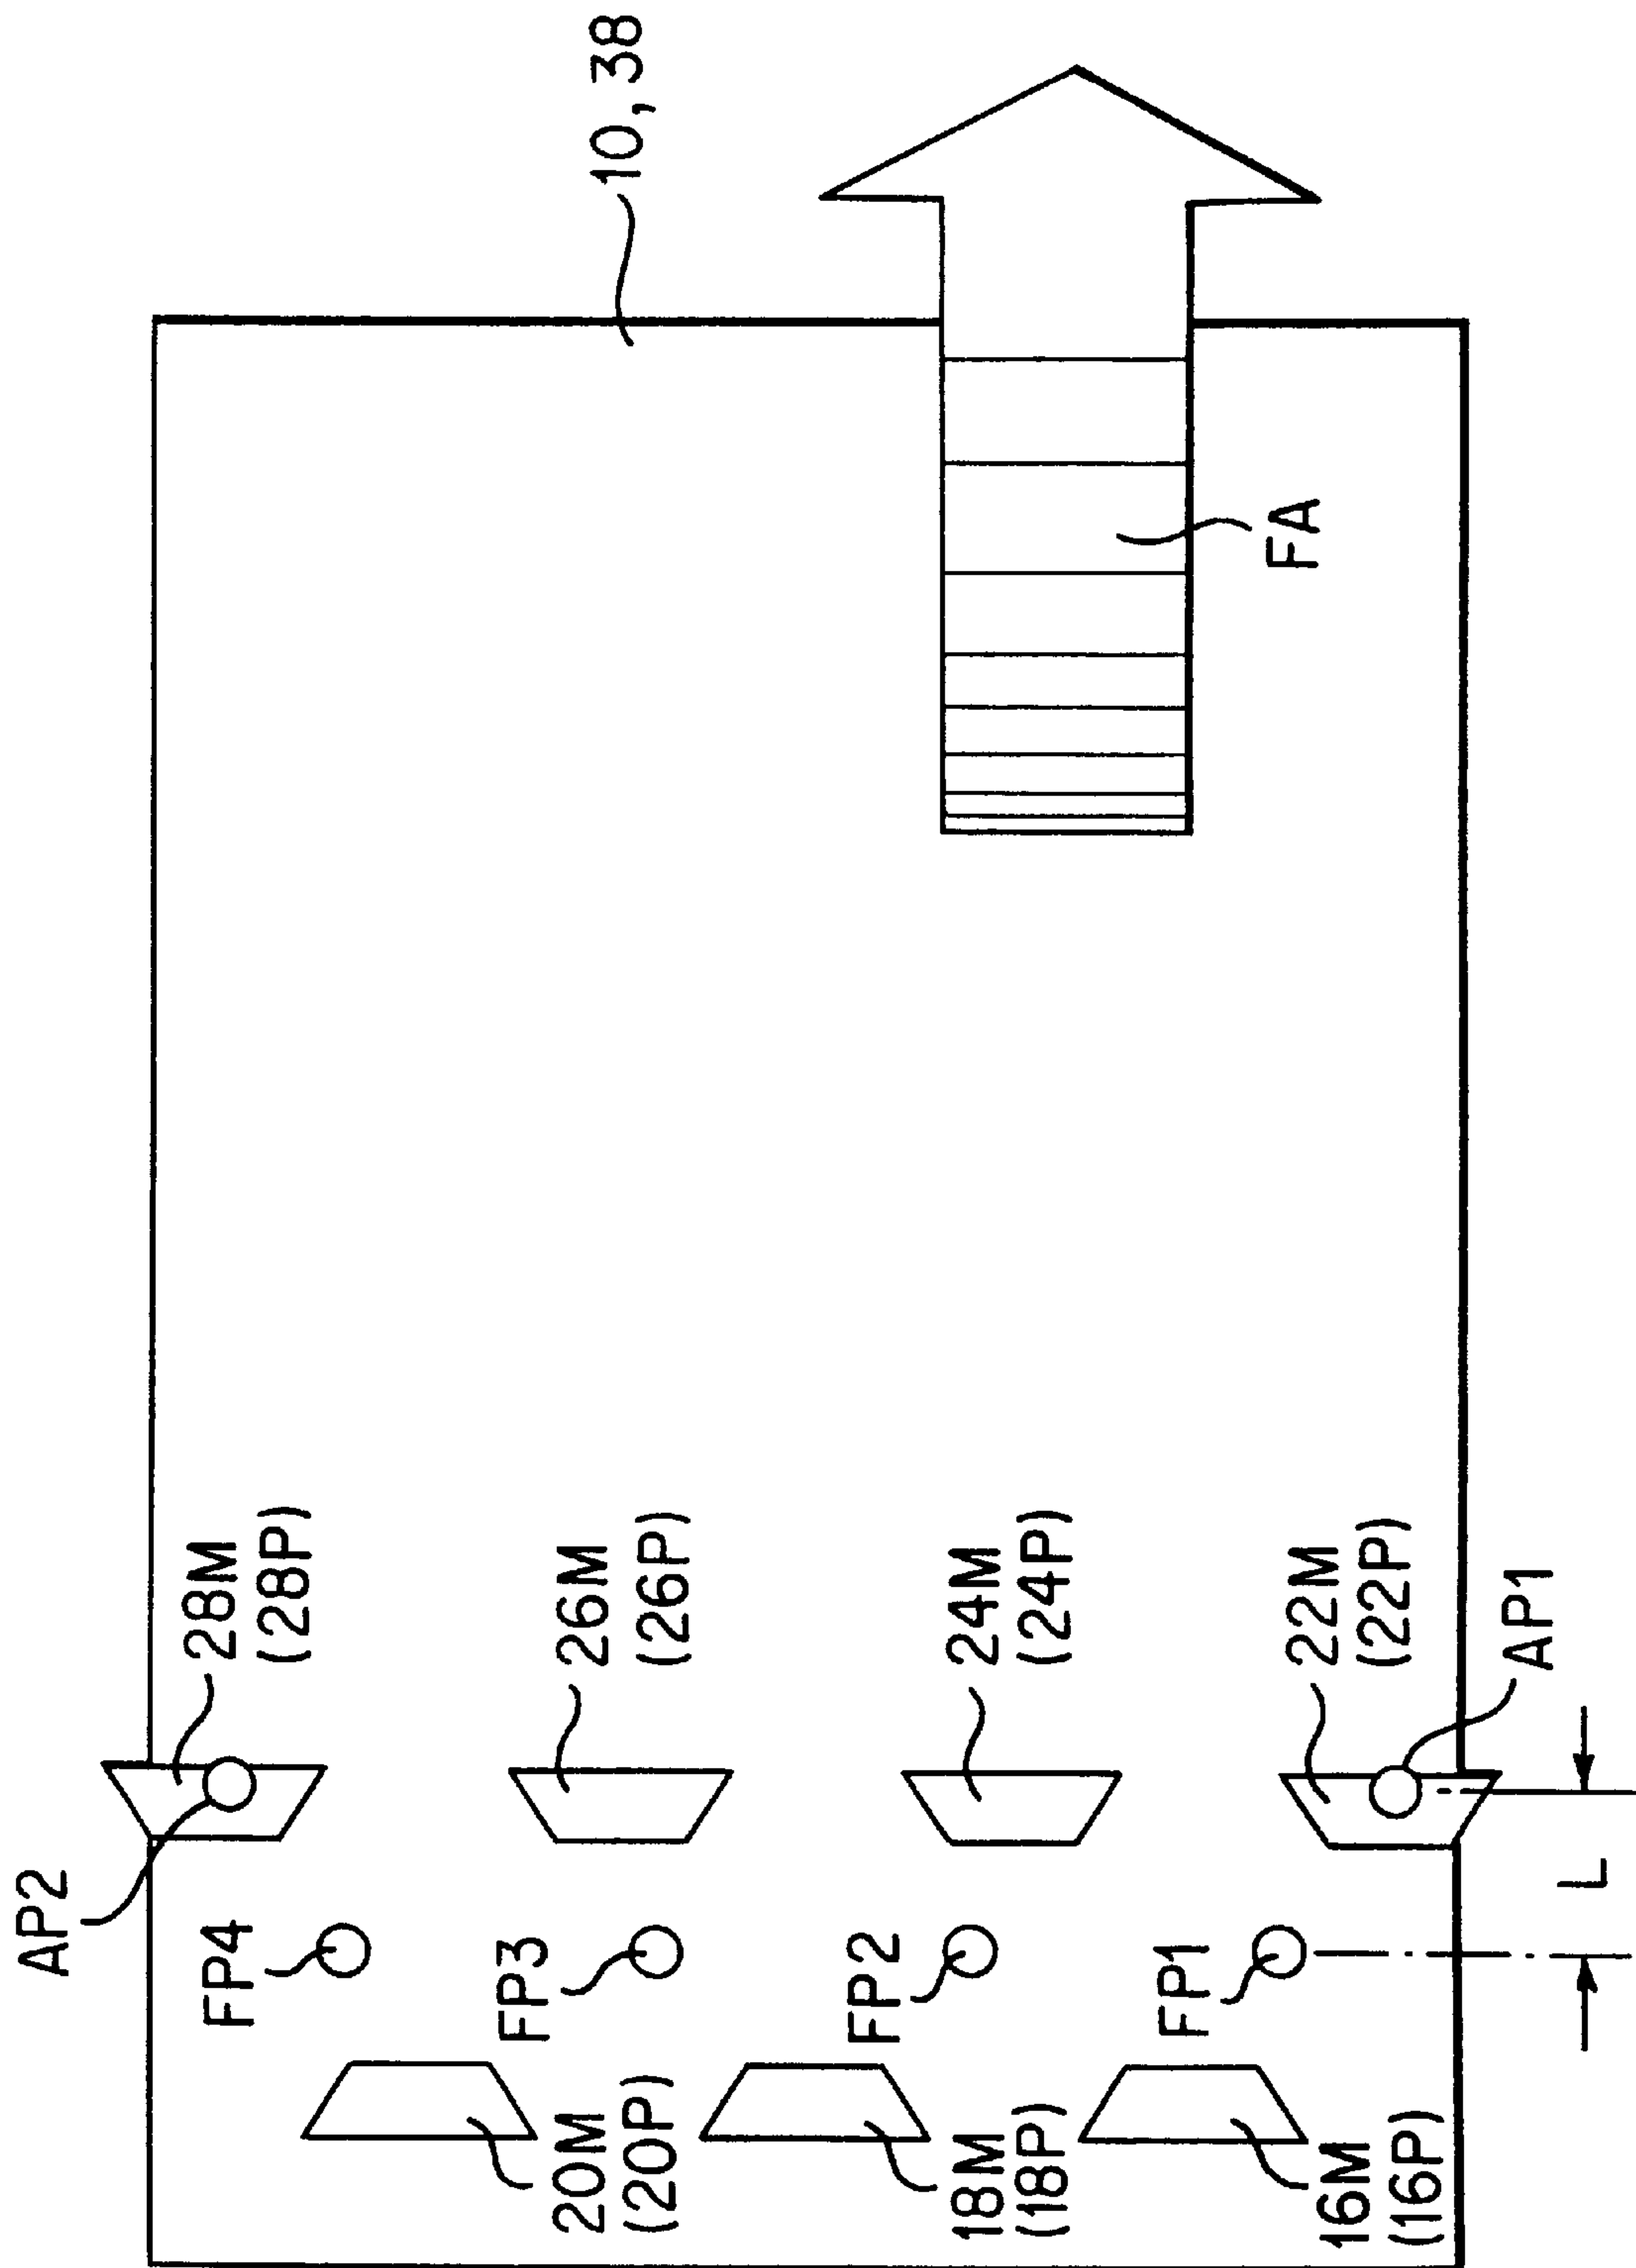 10, 38
FA
28M
(28P)
26M
(26P)
24M
(24P)
22M
(22P)
AP1
AP2
FP4
FP3
FP2
FP1
L
20M
(20P)
18M
(18P)
16M
(16P)